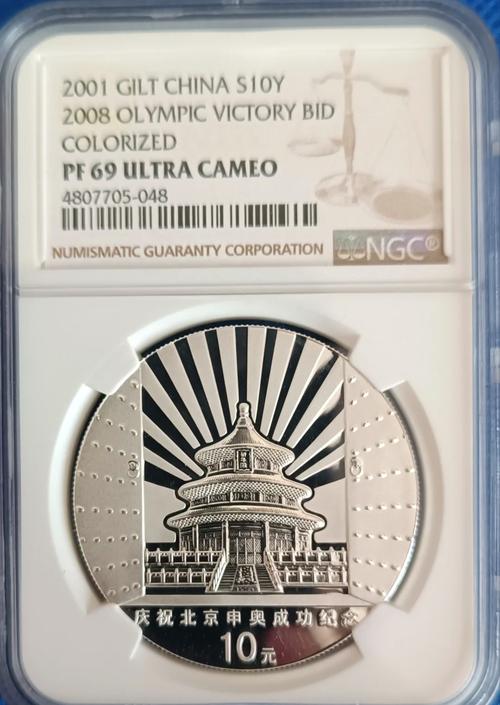 2001 GILT CHINA S10Y
2008 OLYMPIC VICTORY BID
COLORIZED
PF 69 ULTRA CAMEO
4807705-048
NUMISMATIC GUARANTY CORPORATION
NGC®
庆祝北京申奥成功纪念
10元